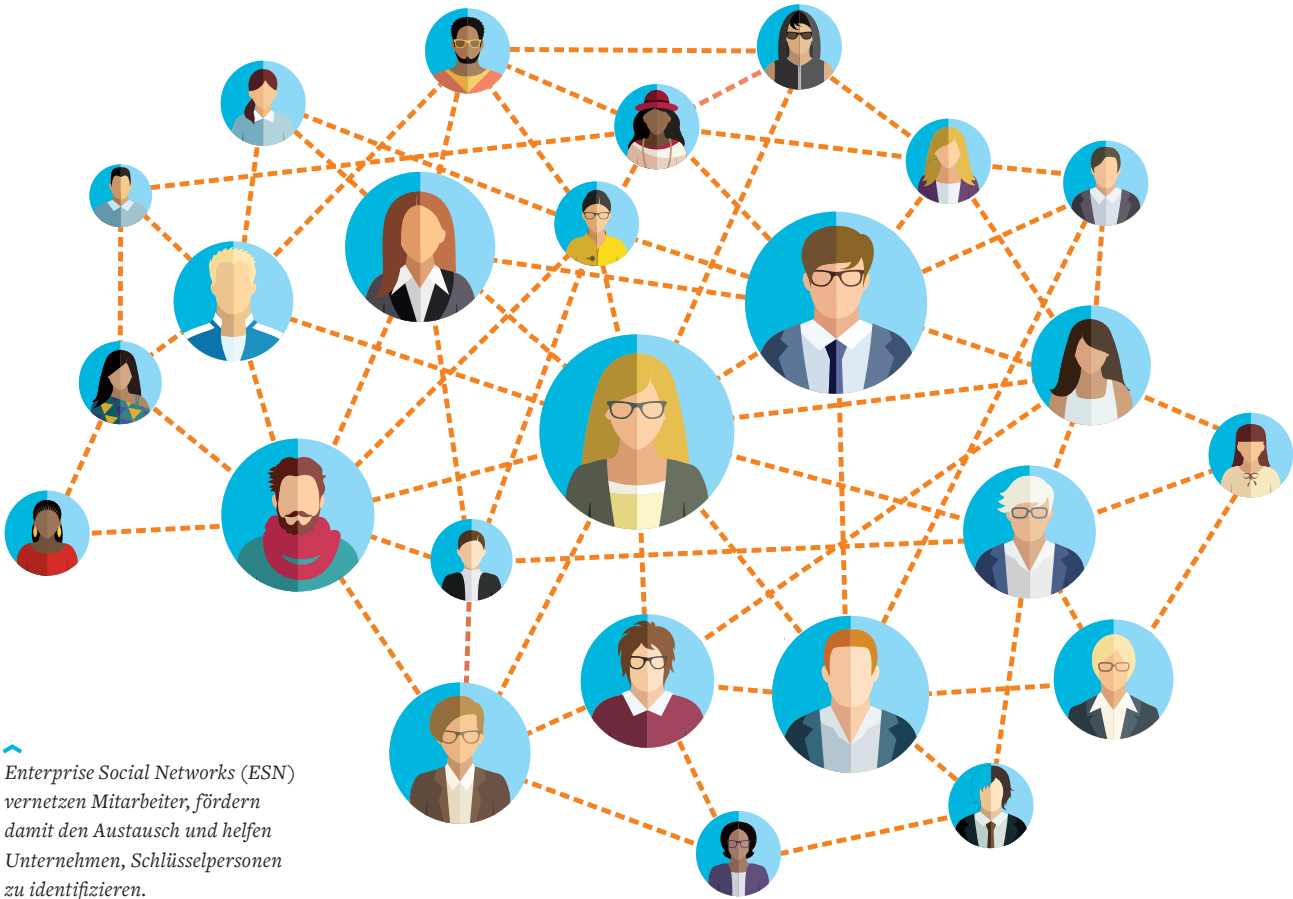 Enterprise Social Networks (ESN)
vernetzen Mitarbeiter, fördern
damit den Austausch und helfen
Unternehmen, Schlüsselpersonen
zu identifizieren.